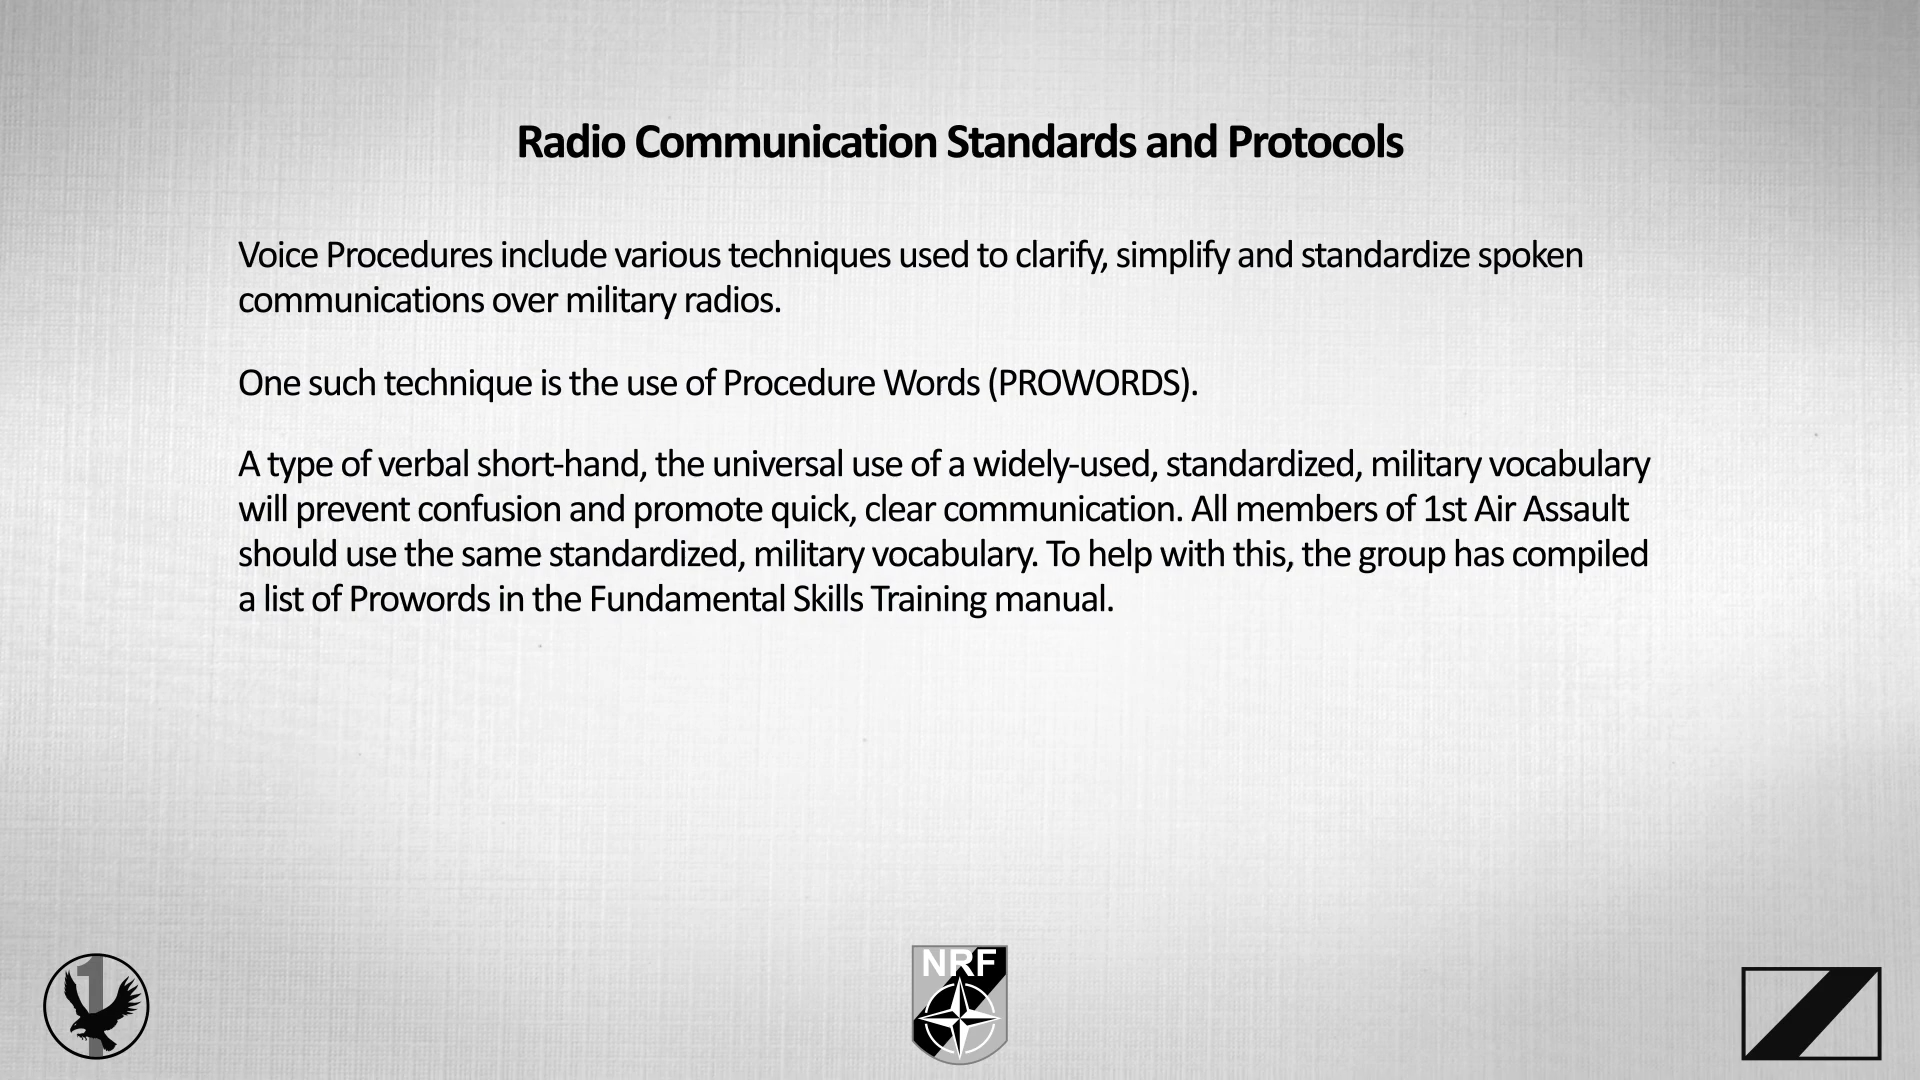 Radio Communication Standards and Protocols
Voice Procedures include various techniques used to clarify, simplify and standardize spoken
communications over military radios.
One such technique is the use of Procedure Words (PROWORDS).
A type of verbal short-hand, the universal use of a widely-used, standardized, military vocabulary
will prevent confusion and promote quick, clear communication. All members of 1st Air Assault
should use the same standardized, military vocabulary. To help with this, the group has compiled
a list of Prowords in the Fundamental Skills Training manual.
1
NRF